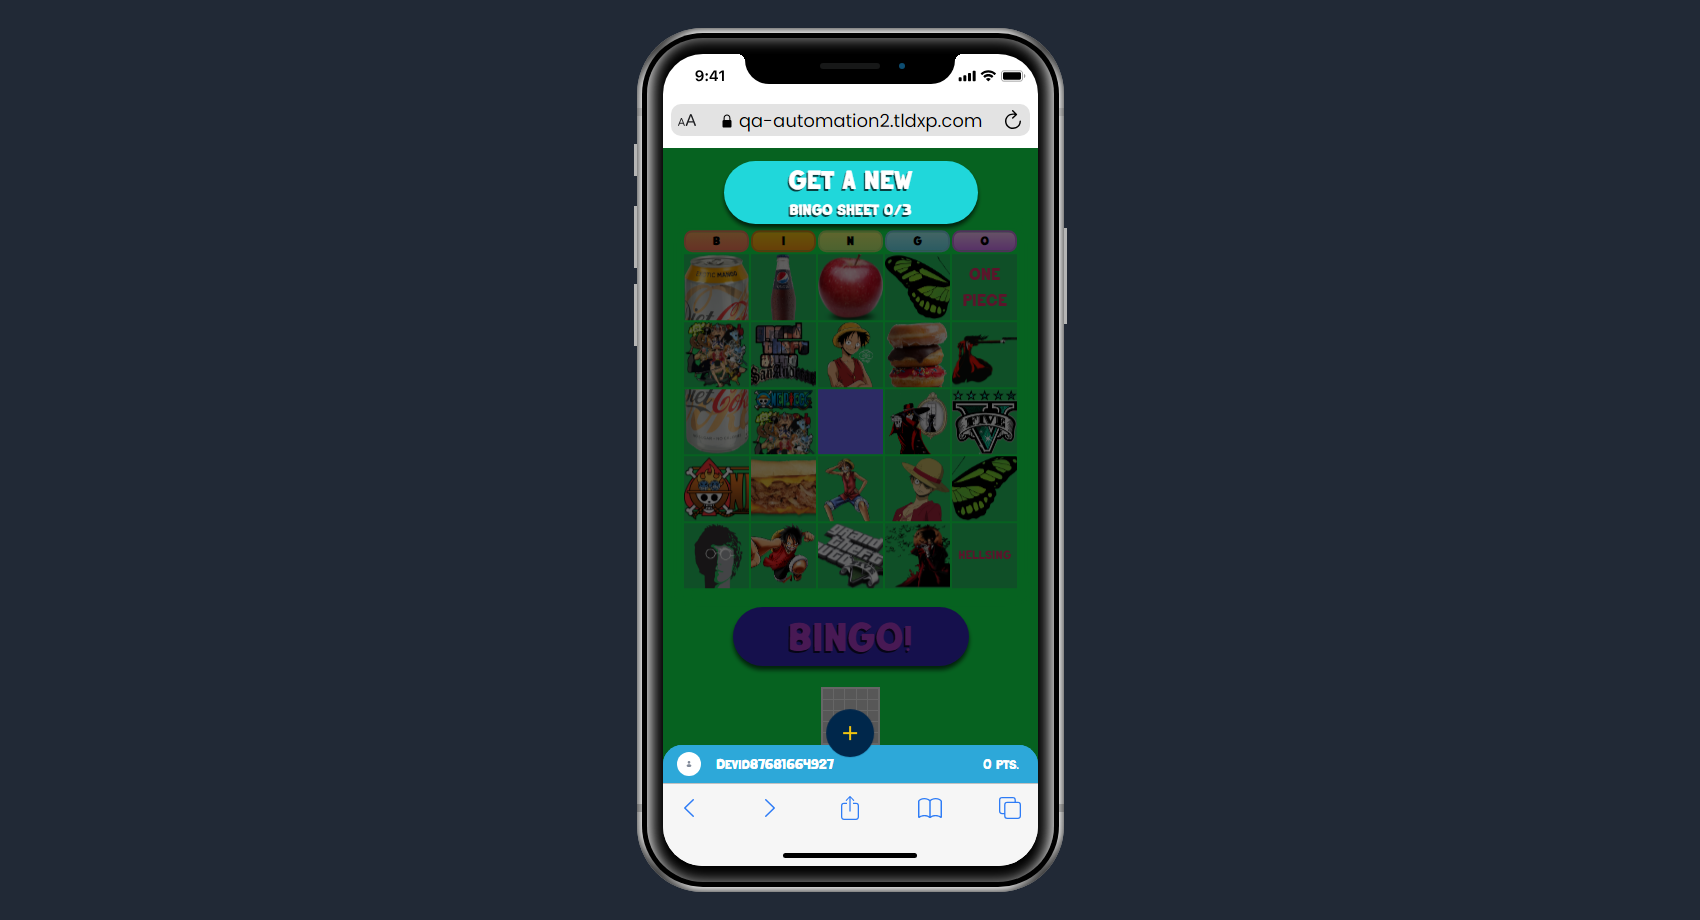 9:41
AA qa-automation2.tldxp.com
GET A NEW
BINGO SHEET 0/3
B I N G O
ONE
PIECE
HELLSING
BINGO!
+
Devid87681664927 0 PTS.